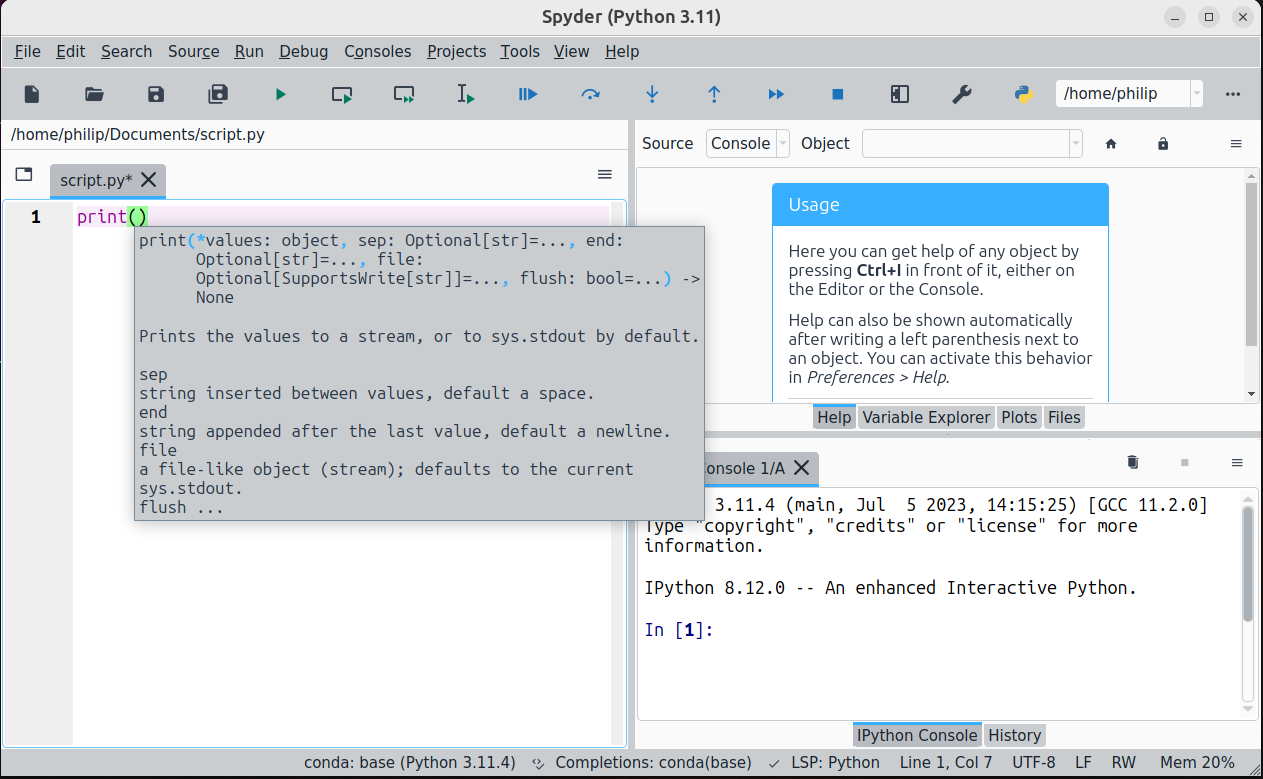 Spyder (Python 3.11)
File Edit Search Source Run Debug Consoles Projects Tools View Help
/home/philip
/home/philip/Documents/script.py
script.py*
1
print()
print(*values: object, sep: Optional[str]=..., end:
Optional[str]=..., file:
Optional[SupportsWrite[str]]=..., flush: bool=...) ->
None
Prints the values to a stream, or to sys.stdout by default.
sep
string inserted between values, default a space.
end
string appended after the last value, default a newline.
file
a file-like object (stream); defaults to the current
sys.stdout.
flush ...
Source Console Object
Usage
Here you can get help of any object by
pressing Ctrl+I in front of it, either on
the Editor or the Console.
Help can also be shown automatically
after writing a left parenthesis next to
an object. You can activate this behavior
in Preferences > Help.
Help Variable Explorer Plots Files
onsole 1/A
3.11.4 (main, Jul  5 2023, 14:15:25) [GCC 11.2.0]
Type "copyright", "credits" or "license" for more
information.
IPython 8.12.0 -- An enhanced Interactive Python.
In [1]:
IPython Console History
conda: base (Python 3.11.4) Completions: conda(base) LSP: Python Line 1, Col 7 UTF-8 LF RW Mem 20%